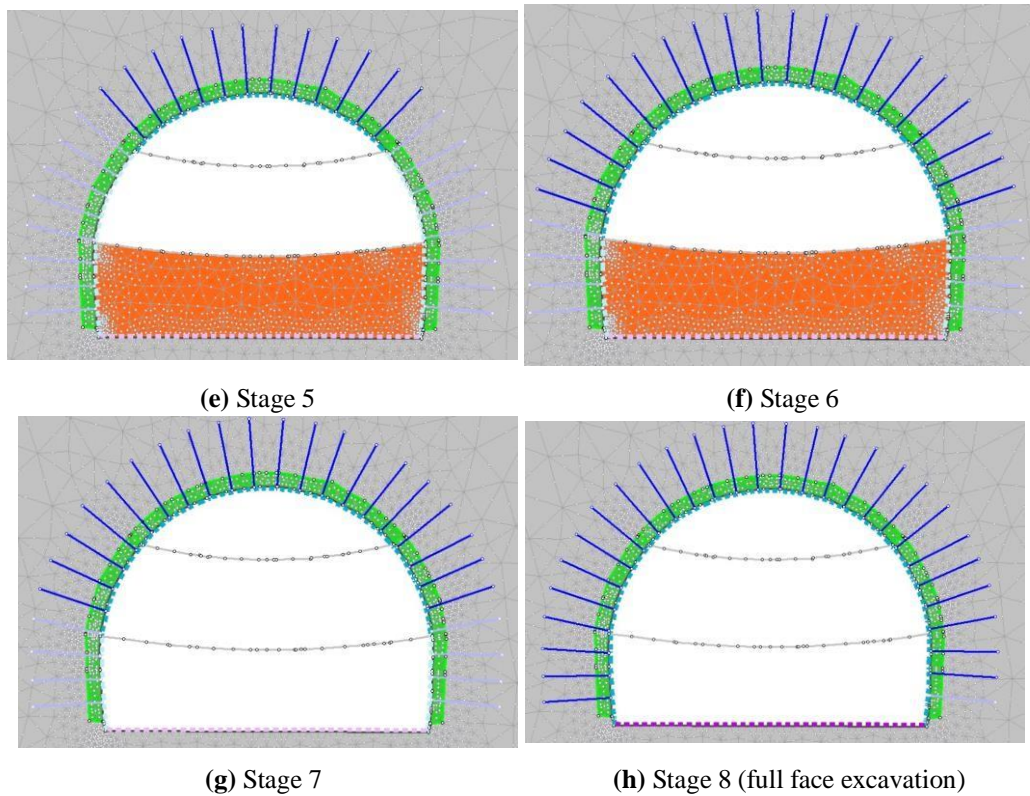 (e) Stage 5
(f) Stage 6
(g) Stage 7
(h) Stage 8 (full face excavation)